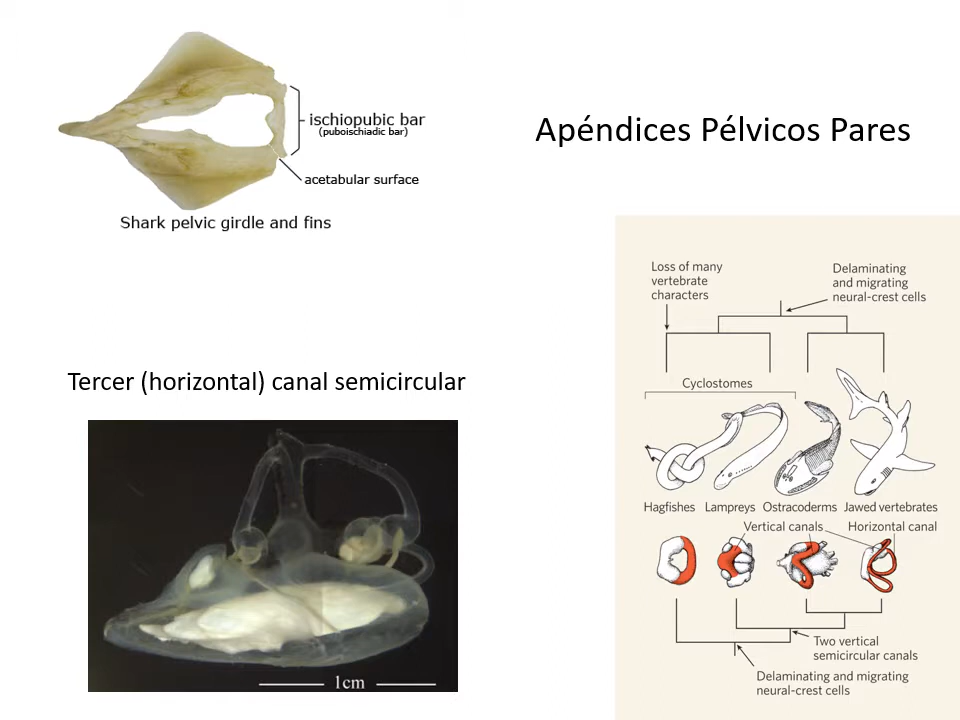 Apéndices Pélvicos Pares
ischiopubic bar
(puboischiadic bar)
acetabular surface
Shark pelvic girdle and fins
Tercer (horizontal) canal semicircular
1cm
Loss of many
vertebrate
characters
Delaminating
and migrating
neural-crest cells
Cyclostomes
Hagfishes
Lampreys
Ostracoderms
Jawed vertebrates
Vertical canals
Horizontal canal
Two vertical
semicircular canals
Delaminating and migrating
neural-crest cells